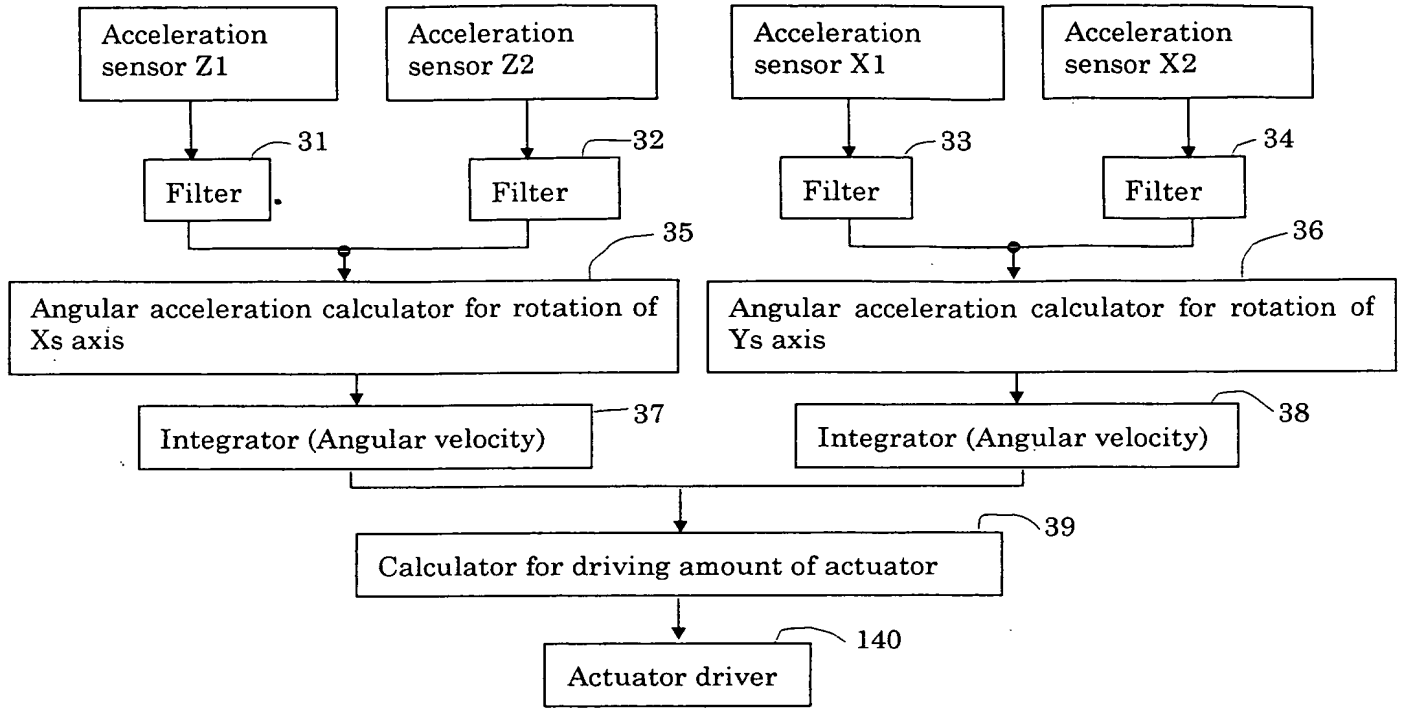 Acceleration
sensor Z1
Acceleration
sensor Z2
Acceleration
sensor X1
Acceleration
sensor X2
31
32
33
34
Filter
Filter
Filter
Filter
35
36
Angular acceleration calculator for rotation of
Xs axis
Angular acceleration calculator for rotation of
Ys axis
37
38
Integrator (Angular velocity)
Integrator (Angular velocity)
39
Calculator for driving amount of actuator
140
Actuator driver